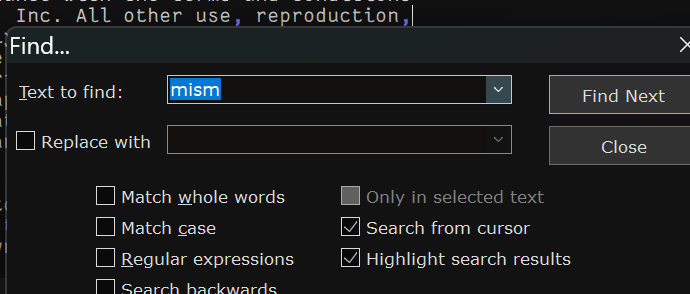 Inc. All other use, reproduction,
Find...
Text to find:
mism
Find Next
Replace with
Close
Match whole words
Only in selected text
Match case
Search from cursor
Regular expressions
Highlight search results
Search backwards